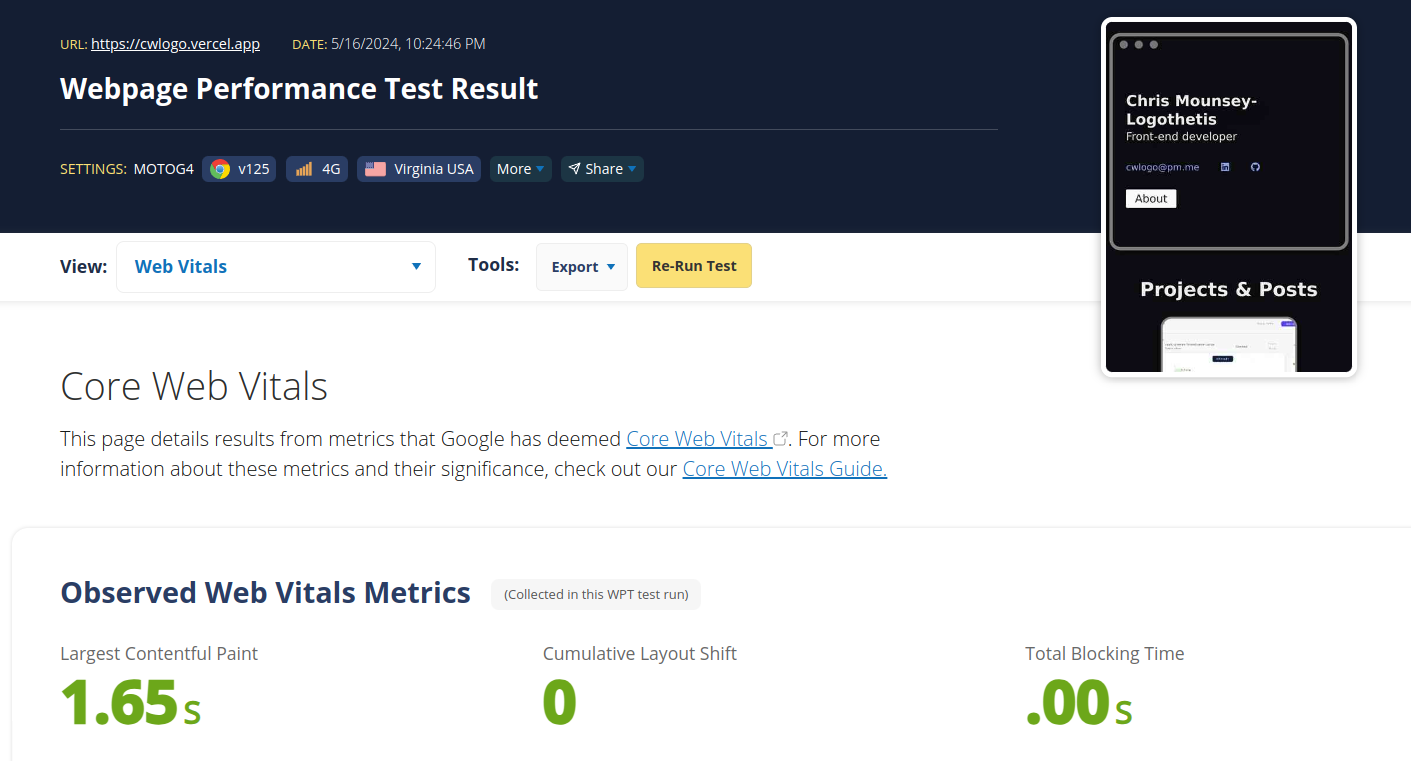 URL: https://cwlogo.vercel.app DATE: 5/16/2024, 10:24:46 PM
Webpage Performance Test Result
SETTINGS: MOTOG4 v125 4G Virginia USA More Share
Chris Mounsey-
Logothetis
Front-end developer
cwlogo@pm.me
About
Projects & Posts
View: Web Vitals Tools: Export Re-Run Test
Core Web Vitals
This page details results from metrics that Google has deemed Core Web Vitals. For more
information about these metrics and their significance, check out our Core Web Vitals Guide.
Observed Web Vitals Metrics (Collected in this WPT test run)
Largest Contentful Paint Cumulative Layout Shift Total Blocking Time
1.65s 0 .00s